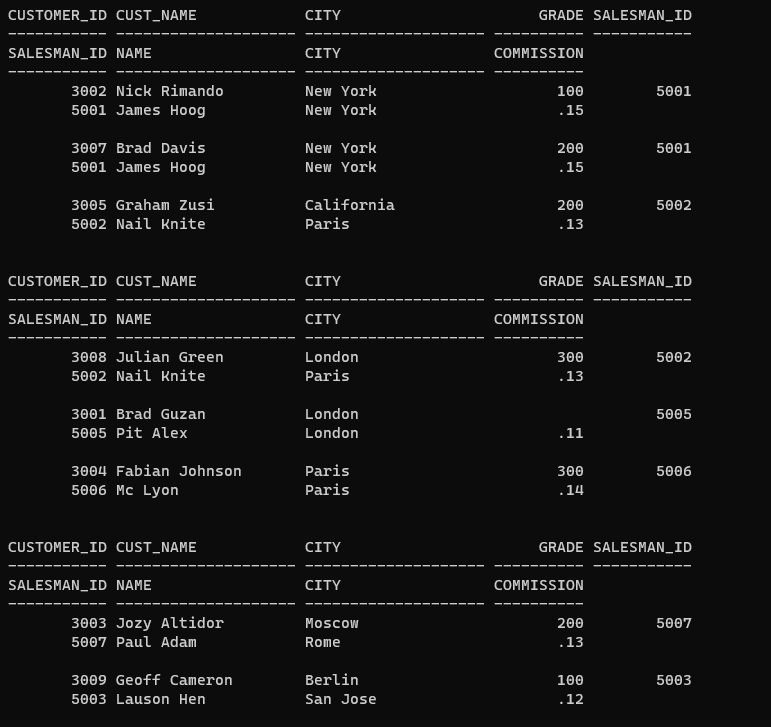 CUSTOMER_ID CUST_NAME            CITY                      GRADE SALESMAN_ID
----------- -------------------- -------------------- ---------- -----------
SALESMAN_ID NAME                 CITY                 COMMISSION
----------- -------------------- -------------------- ----------
       3002 Nick Rimando         New York                    100        5001
       5001 James Hoog           New York                    .15

       3007 Brad Davis           New York                    200        5001
       5001 James Hoog           New York                    .15

       3005 Graham Zusi          California                  200        5002
       5002 Nail Knite           Paris                       .13


CUSTOMER_ID CUST_NAME            CITY                      GRADE SALESMAN_ID
----------- -------------------- -------------------- ---------- -----------
SALESMAN_ID NAME                 CITY                 COMMISSION
----------- -------------------- -------------------- ----------
       3008 Julian Green         London                      300        5002
       5002 Nail Knite           Paris                       .13

       3001 Brad Guzan           London                                 5005
       5005 Pit Alex             London                      .11

       3004 Fabian Johnson       Paris                       300        5006
       5006 Mc Lyon              Paris                       .14


CUSTOMER_ID CUST_NAME            CITY                      GRADE SALESMAN_ID
----------- -------------------- -------------------- ---------- -----------
SALESMAN_ID NAME                 CITY                 COMMISSION
----------- -------------------- -------------------- ----------
       3003 Jozy Altidor         Moscow                      200        5007
       5007 Paul Adam            Rome                        .13

       3009 Geoff Cameron        Berlin                      100        5003
       5003 Lauson Hen           San Jose                    .12